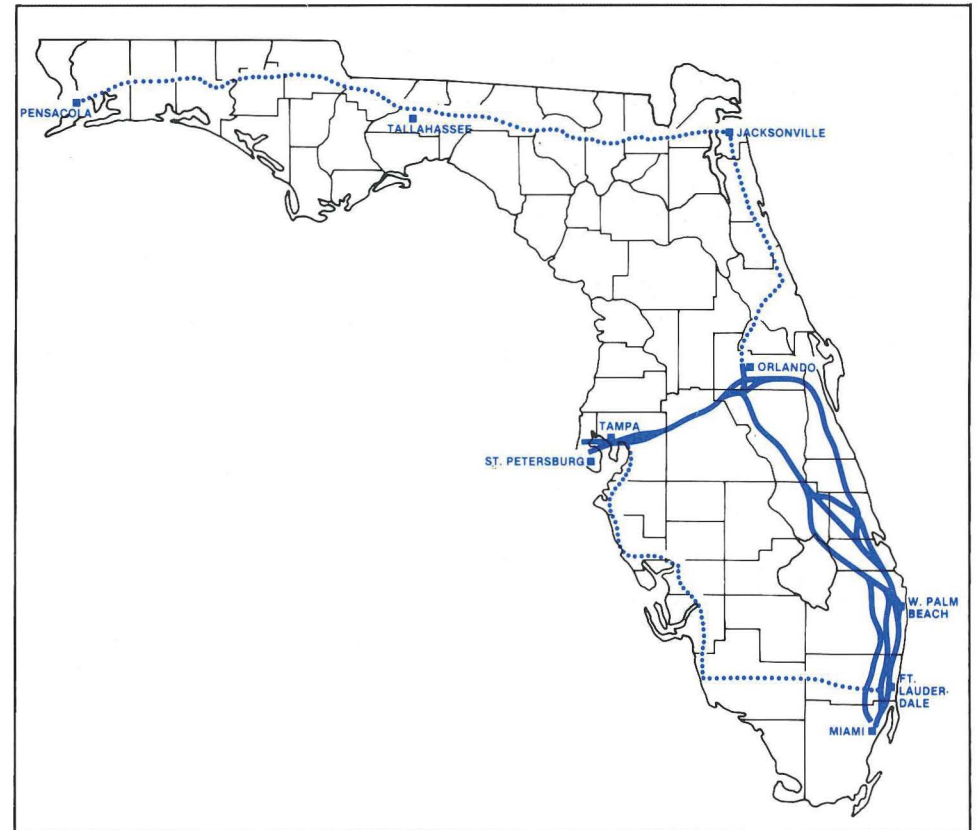 PENSACOLA
TALLAHASSEE
JACKSONVILLE
ORLANDO
TAMPA
ST. PETERSBURG
W. PALM
BEACH
FT.
LAUDER-
DALE
MIAMI